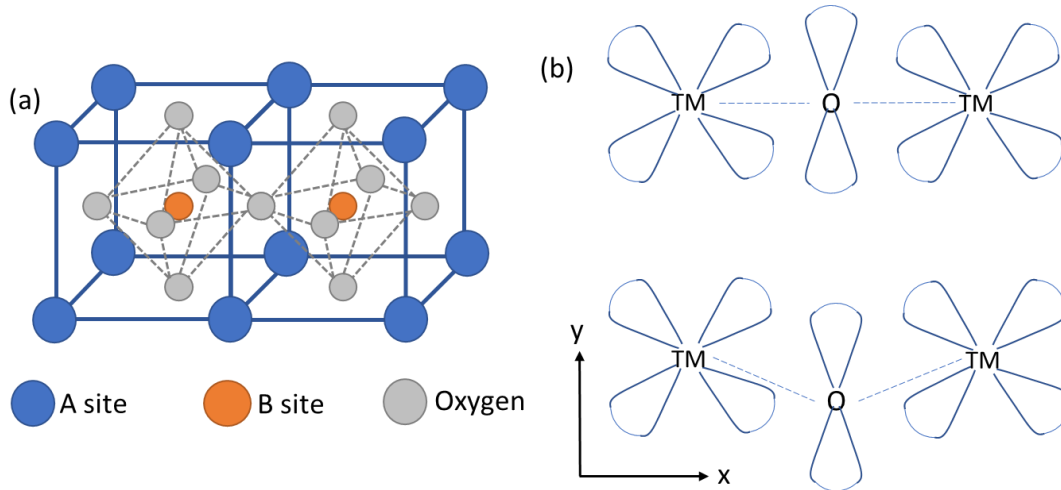 (a)
A site
B site
Oxygen
(b)
TM O TM
TM O TM
y
x